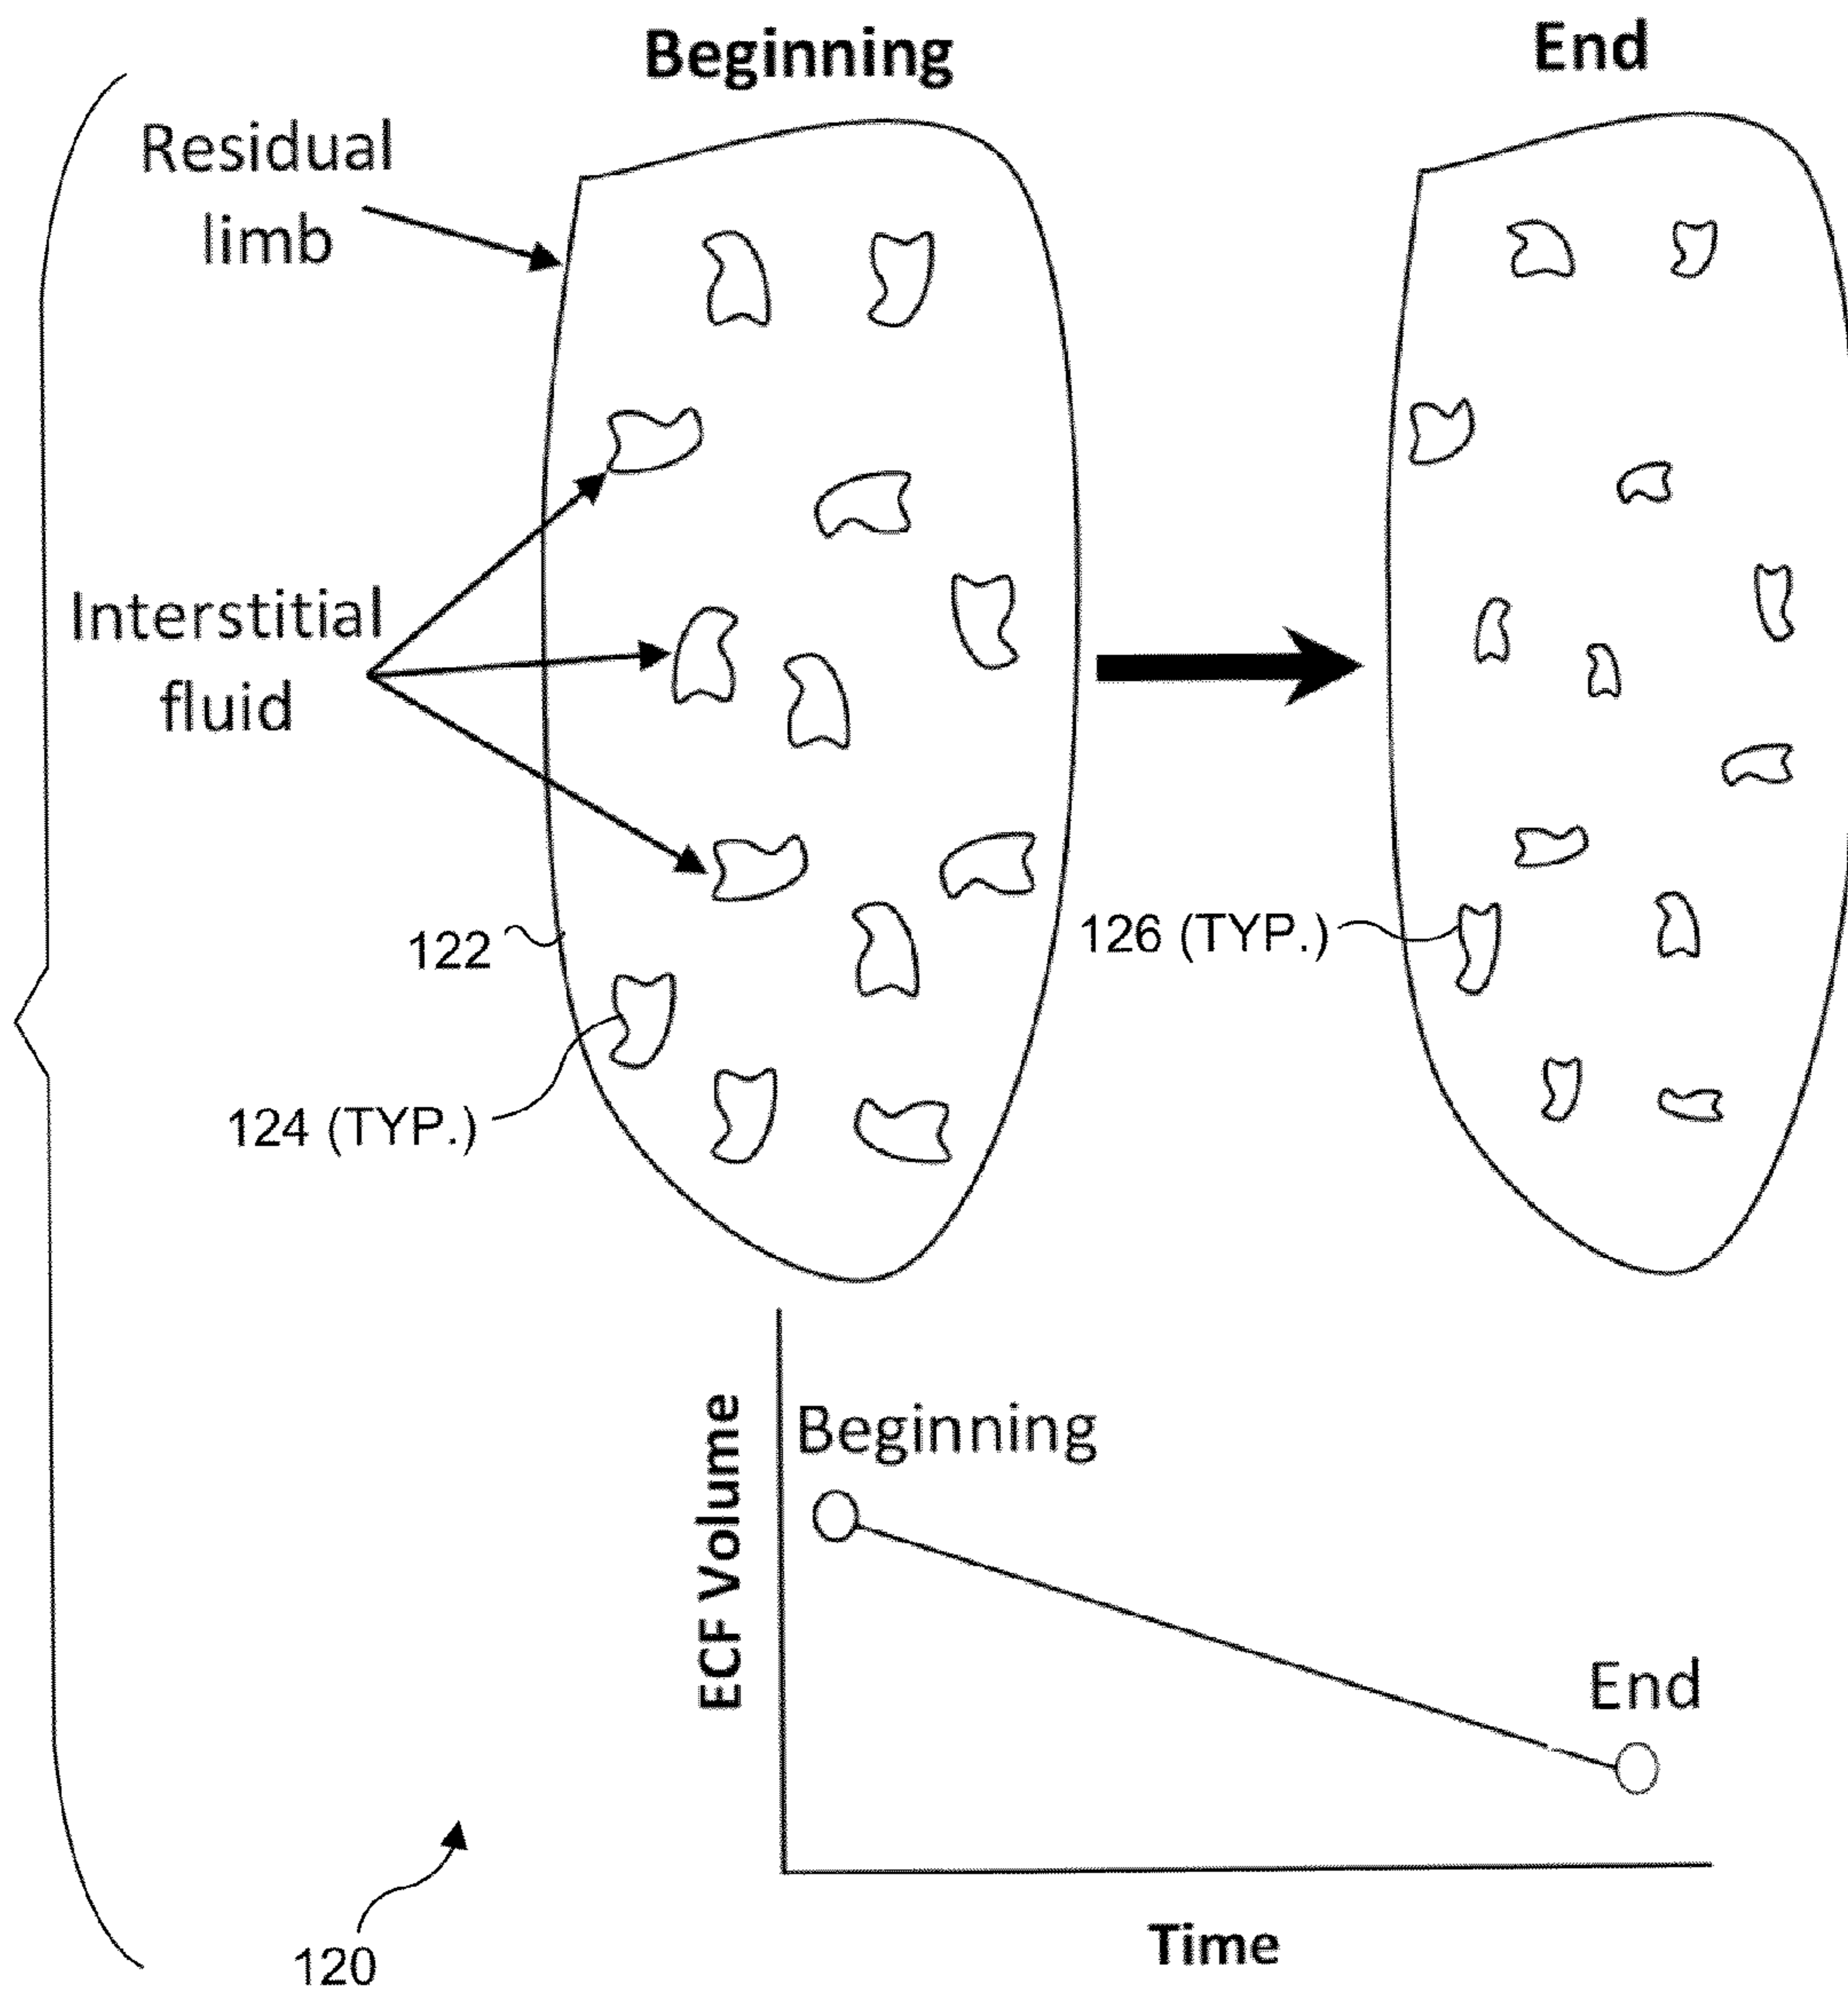 Beginning
End
Residual
limb
Interstitial
fluid
122
126 (TYP.)
124 (TYP.)
ECF Volume
Beginning
End
Time
120